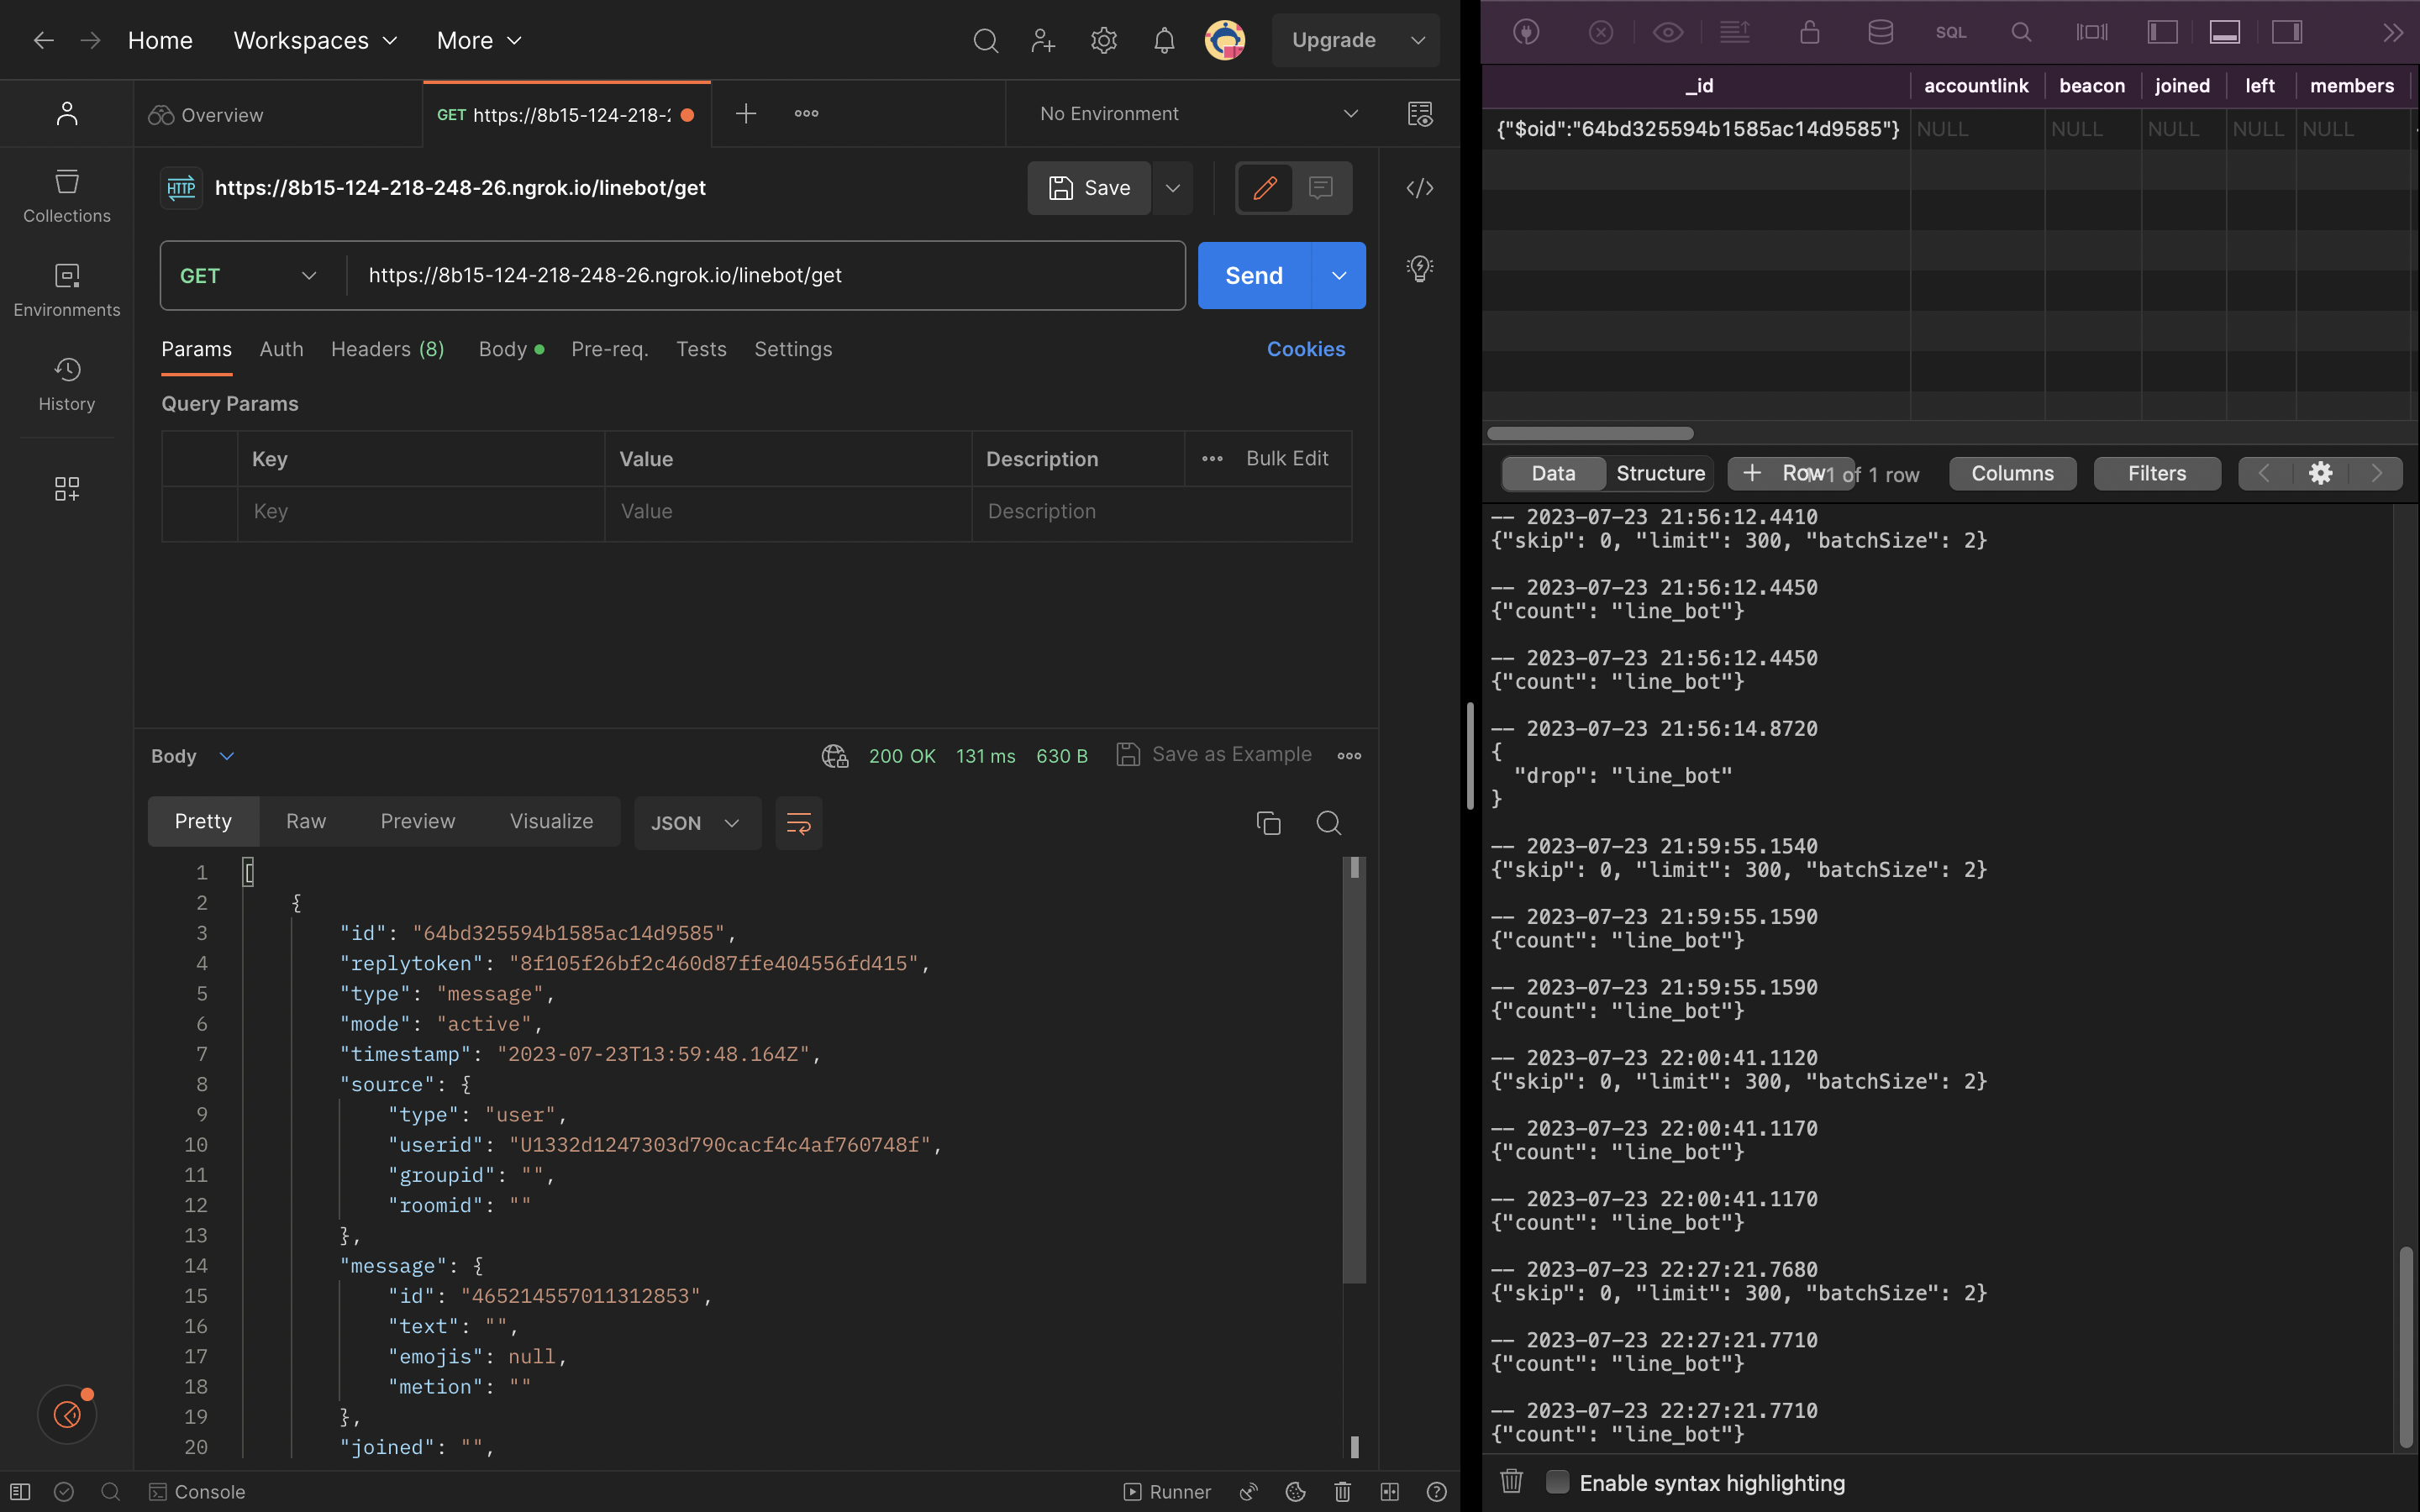 Home Workspaces More Upgrade
Overview GET https://8b15-124-218-2 No Environment
HTTP https://8b15-124-218-248-26.ngrok.io/linebot/get Save
GET https://8b15-124-218-248-26.ngrok.io/linebot/get Send
Params Auth Headers (8) Body Pre-req. Tests Settings Cookies
Query Params
Key Value Description Bulk Edit
Key Value Description
Collections
Environments
History
Body 200 OK 131 ms 630 B Save as Example
Pretty Raw Preview Visualize JSON
1 [
2 {
3 "id": "64bd325594b1585ac14d9585",
4 "replytoken": "8f105f26bf2c460d87ffe404556fd415",
5 "type": "message",
6 "mode": "active",
7 "timestamp": "2023-07-23T13:59:48.164Z",
8 "source": {
9 "type": "user",
10 "userid": "U1332d1247303d790cacf4c4af760748f",
11 "groupid": "",
12 "roomid": ""
13 },
14 "message": {
15 "id": "465214557011312853",
16 "text": "",
17 "emojis": null,
18 "metion": ""
19 },
20 "joined": "",
Console Runner
SQL
_id accountlink beacon joined left members
{"$oid":"64bd325594b1585ac14d9585"} NULL NULL NULL NULL NULL
Data Structure + Row 1-1 of 1 row Columns Filters
-- 2023-07-23 21:56:12.4410
{"skip": 0, "limit": 300, "batchSize": 2}
-- 2023-07-23 21:56:12.4450
{"count": "line_bot"}
-- 2023-07-23 21:56:12.4450
{"count": "line_bot"}
-- 2023-07-23 21:56:14.8720
{
"drop": "line_bot"
}
-- 2023-07-23 21:59:55.1540
{"skip": 0, "limit": 300, "batchSize": 2}
-- 2023-07-23 21:59:55.1590
{"count": "line_bot"}
-- 2023-07-23 21:59:55.1590
{"count": "line_bot"}
-- 2023-07-23 22:00:41.1120
{"skip": 0, "limit": 300, "batchSize": 2}
-- 2023-07-23 22:00:41.1170
{"count": "line_bot"}
-- 2023-07-23 22:00:41.1170
{"count": "line_bot"}
-- 2023-07-23 22:27:21.7680
{"skip": 0, "limit": 300, "batchSize": 2}
-- 2023-07-23 22:27:21.7710
{"count": "line_bot"}
-- 2023-07-23 22:27:21.7710
{"count": "line_bot"}
Enable syntax highlighting